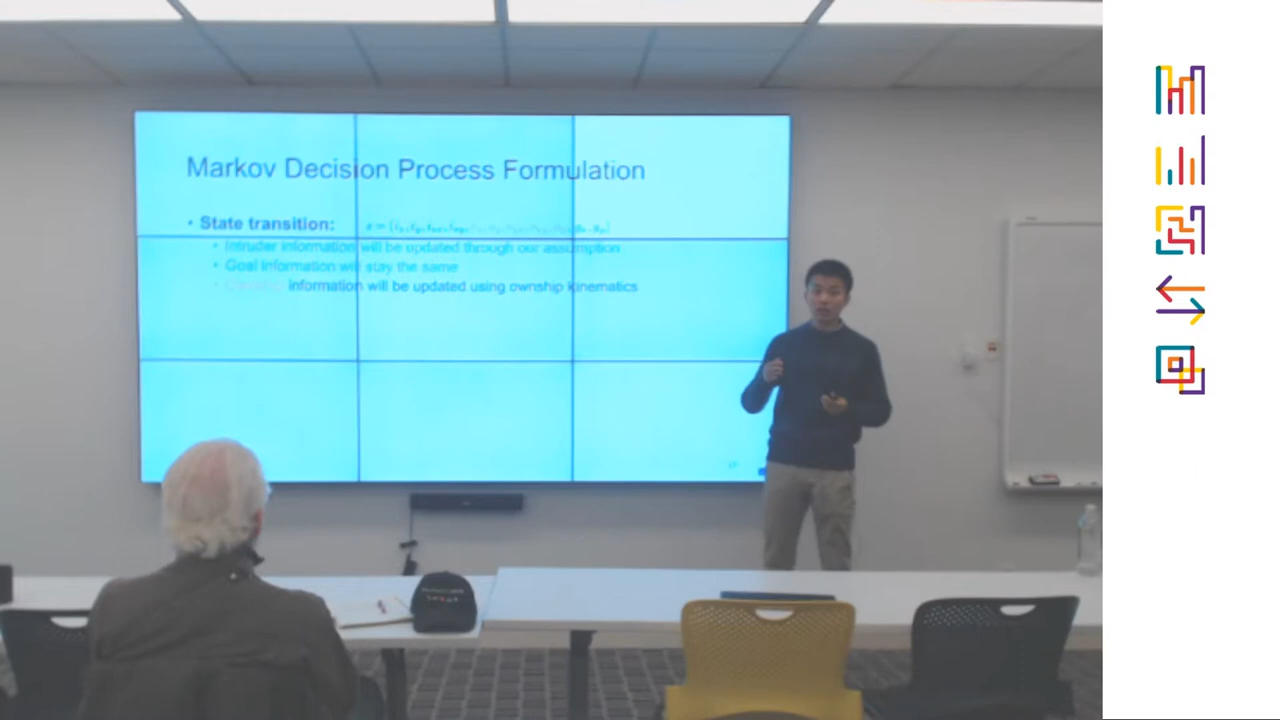 Markov Decision Process Formulation
• State transition:
• Intruder information will be updated through our assumption
• Goal information will stay the same
• information will be updated using ownship kinematics